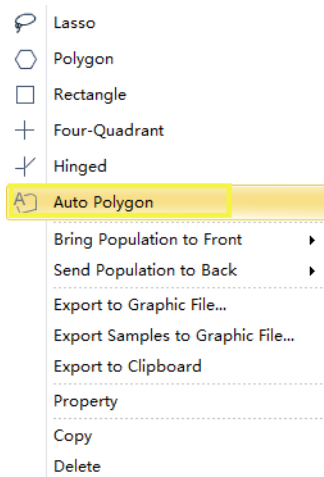 Lasso
Polygon
Rectangle
Four-Quadrant
Hinged
Auto Polygon
Bring Population to Front
Send Population to Back
Export to Graphic File...
Export Samples to Graphic File...
Export to Clipboard
Property
Copy
Delete